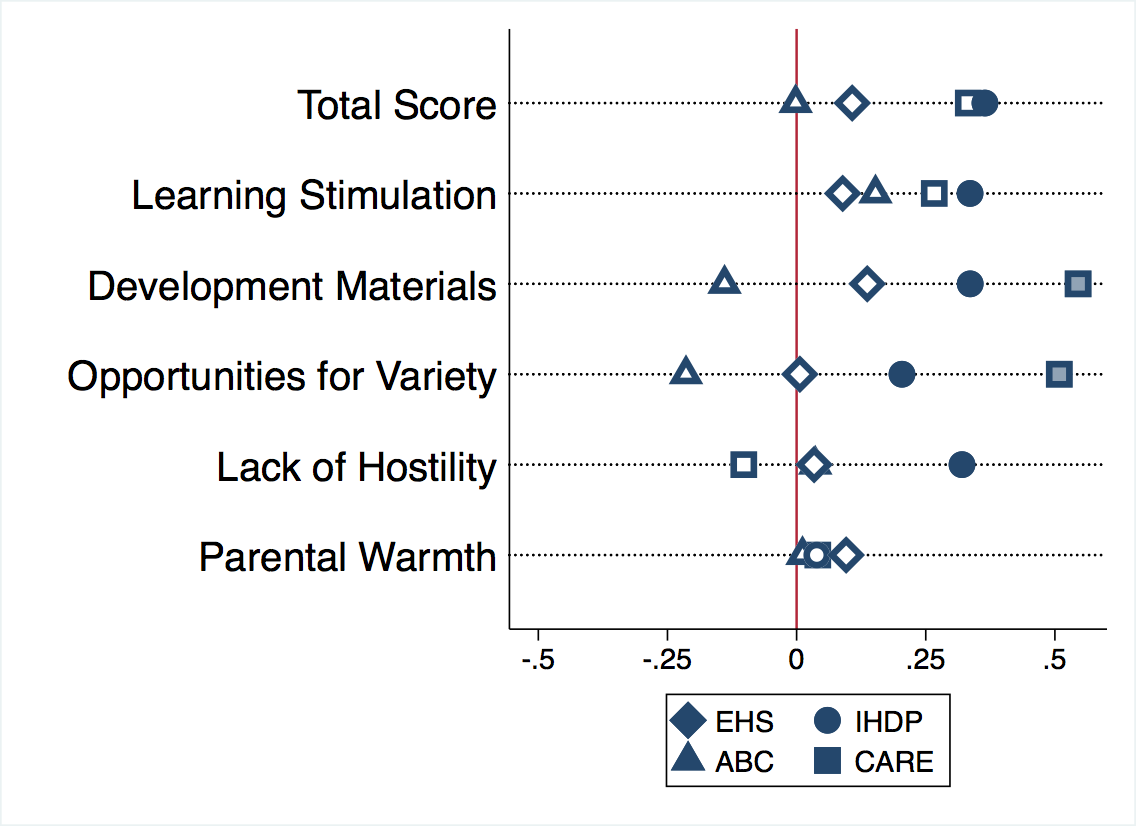 Total Score
Learning Stimulation
Development Materials
Opportunities for Variety
Lack of Hostility
Parental Warmth
-.5 -.25 0 .25 .5
EHS IHDP
ABC CARE